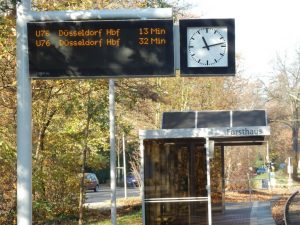 U76 Düsseldorf Hbf 13 Min
U76 Düsseldorf Hbf 32 Min
Forsthaus